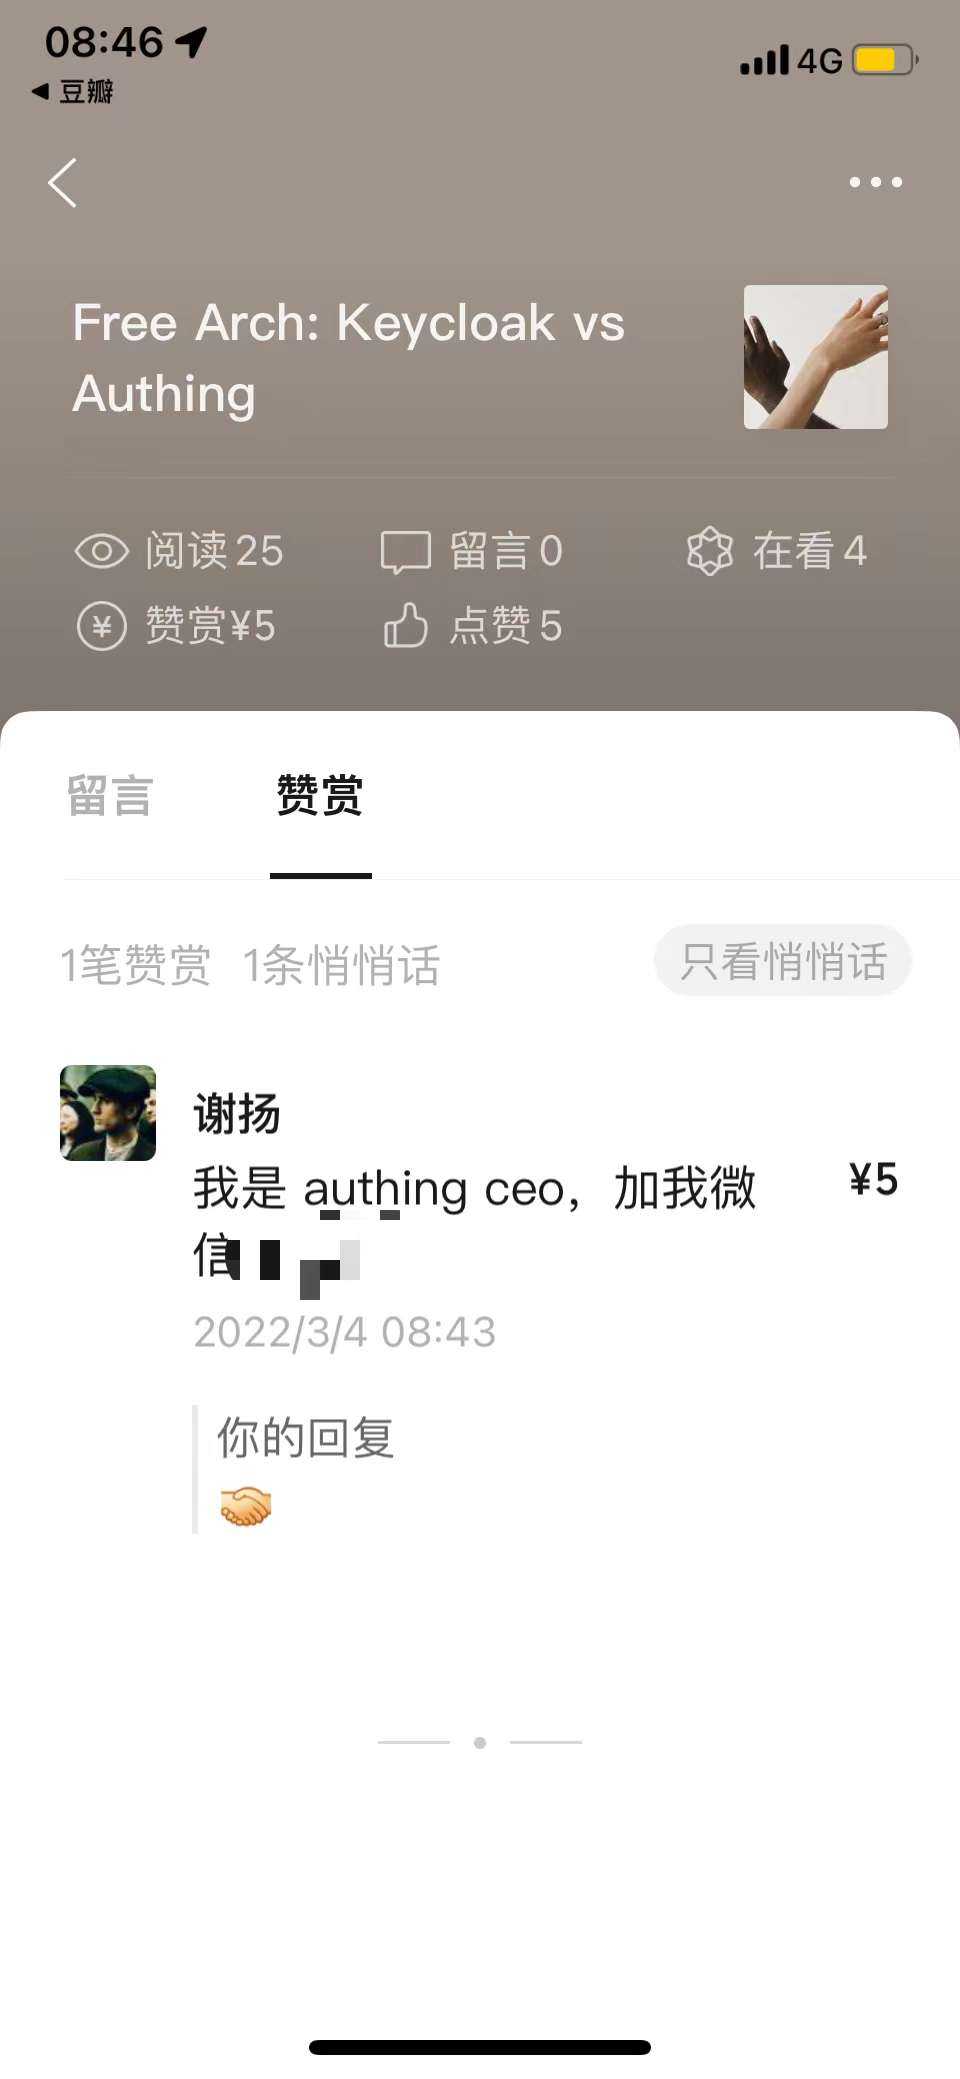 08:46
4G
豆瓣
Free Arch: Keycloak vs
Authing
阅读25 留言0 在看4
赞赏¥5 点赞5
留言 赞赏
1笔赞赏 1条悄悄话 只看悄悄话
谢扬
我是 authing ceo，加我微 ¥5
信
2022/3/4 08:43
你的回复